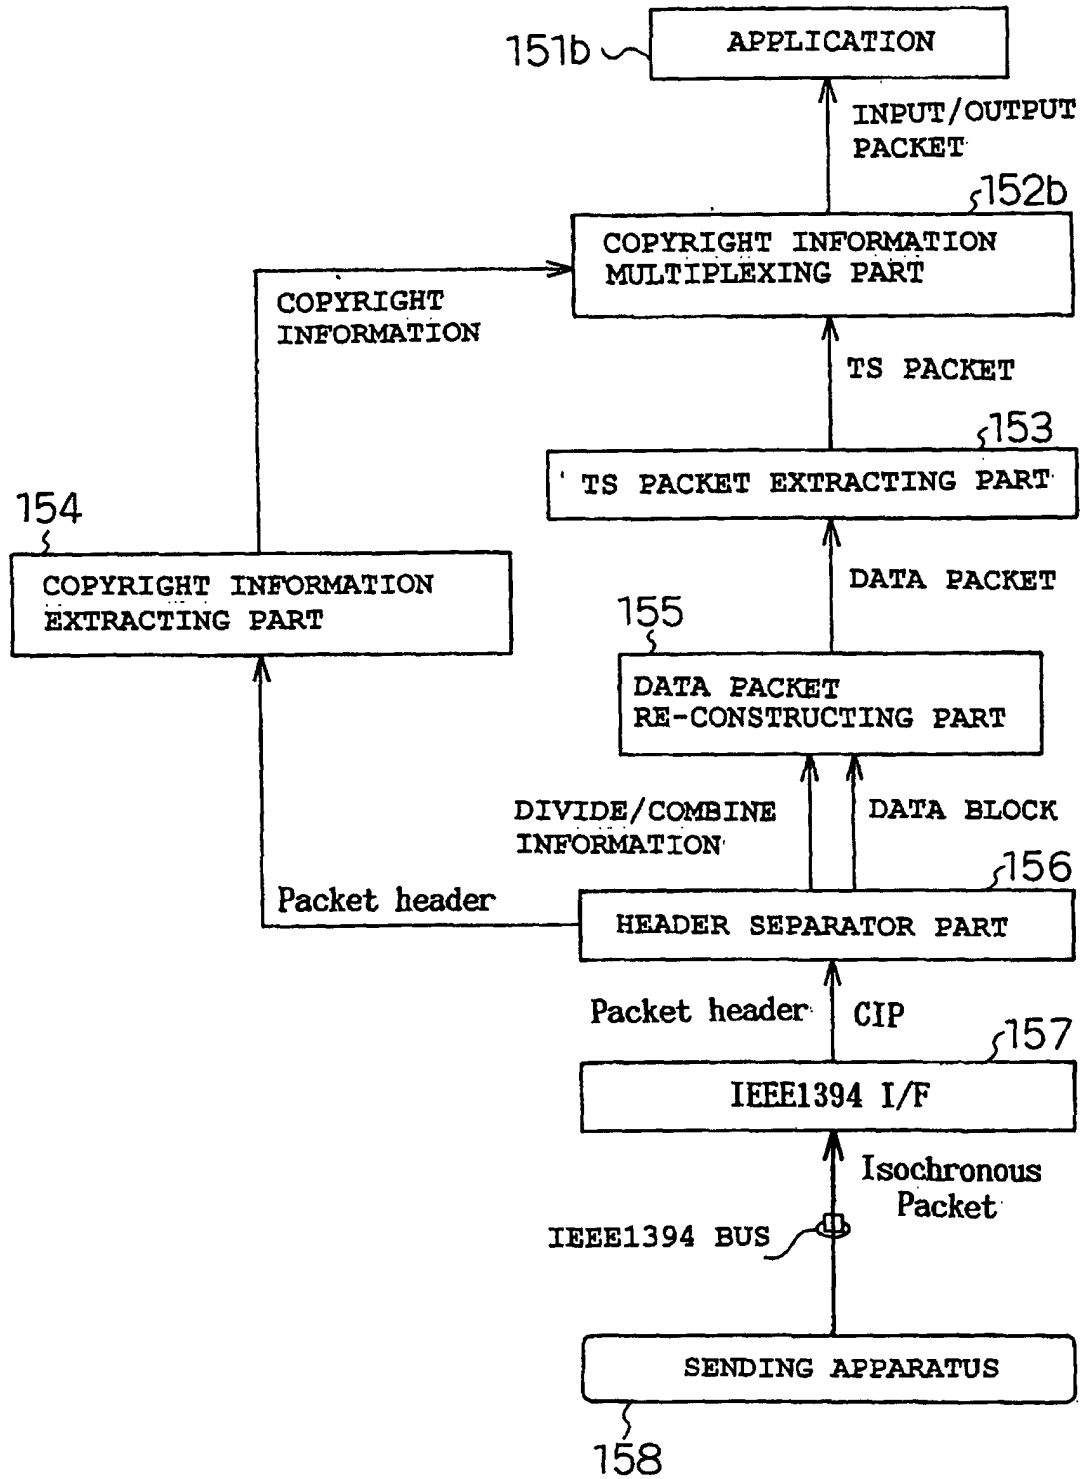 APPLICATION
151b
INPUT/OUTPUT
PACKET
152b
COPYRIGHT INFORMATION
MULTIPLEXING PART
COPYRIGHT
INFORMATION
TS PACKET
153
TS PACKET EXTRACTING PART
154
COPYRIGHT INFORMATION
EXTRACTING PART
DATA PACKET
155
DATA PACKET
RE-CONSTRUCTING PART
DIVIDE/COMBINE
INFORMATION
DATA BLOCK
156
Packet header
HEADER SEPARATOR PART
Packet header
CIP
157
IEEE1394 I/F
Isochronous
Packet
IEEE1394 BUS
SENDING APPARATUS
158